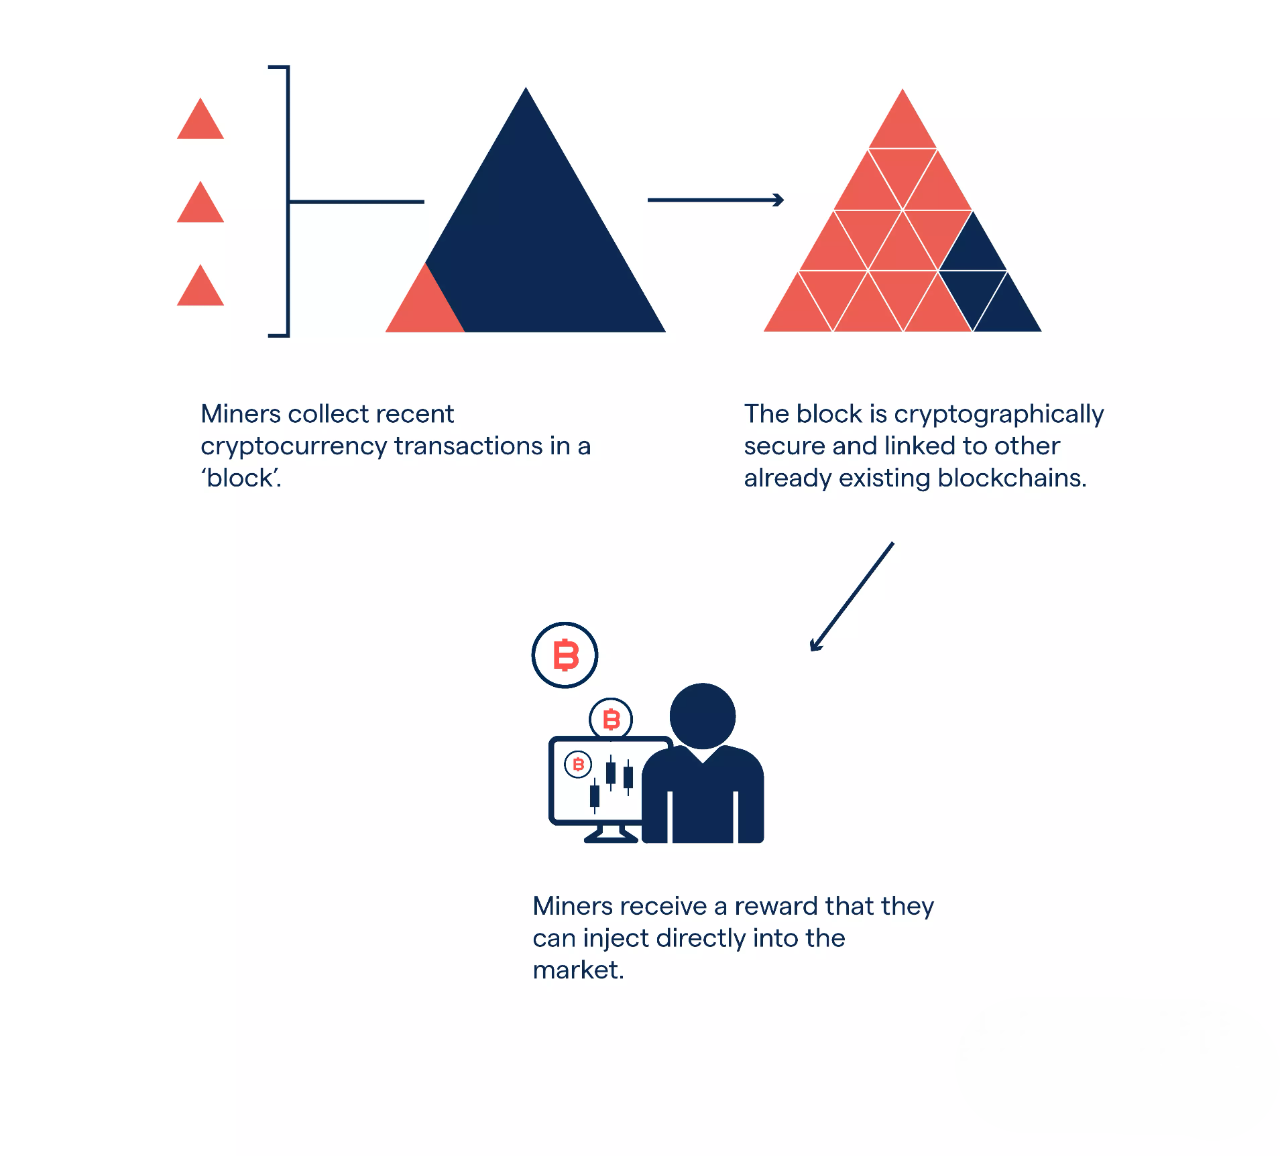 Miners collect recent
cryptocurrency transactions in a
‘block’.
The block is cryptographically
secure and linked to other
already existing blockchains.
Miners receive a reward that they
can inject directly into the
market.